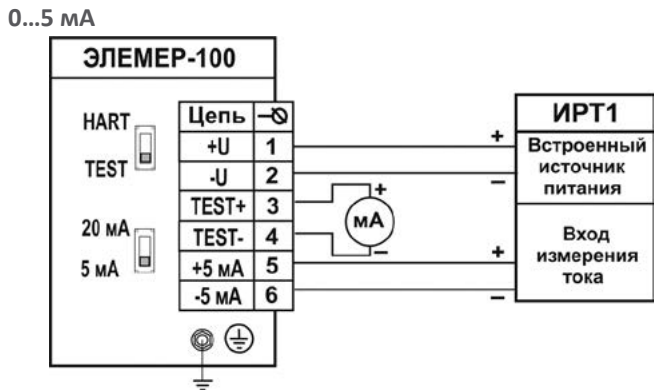 0...5 мА
ЭЛЕМЕР-100
HART
TEST
20 мА
5 мА
Цепь
+U 1
-U 2
TEST+ 3
TEST- 4
+5 мА 5
-5 мА 6
+
−
+
мА
−
+
−
ИРТ1
Встроенный
источник
питания
Вход
измерения
тока